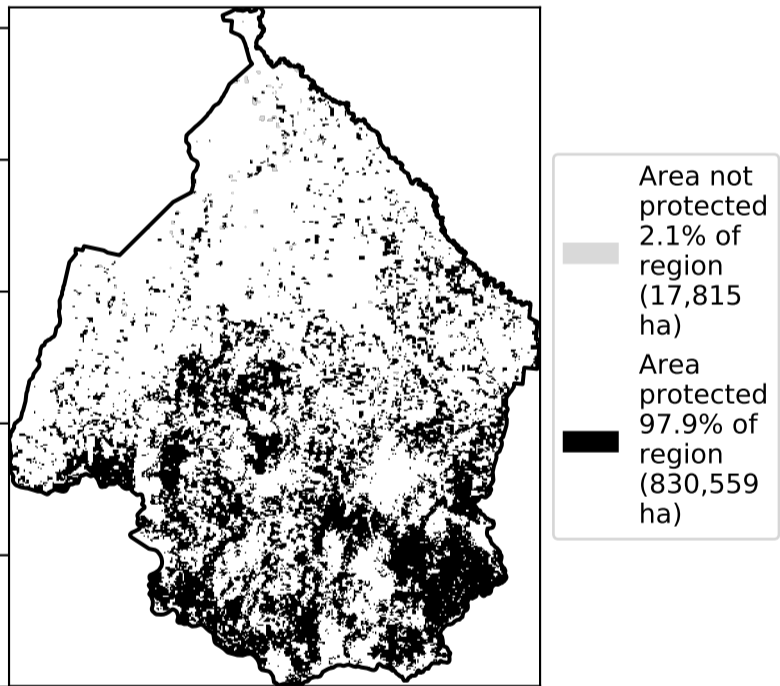 Area not
protected
2.1% of
region
(17,815
ha)
Area
protected
97.9% of
region
(830,559
ha)